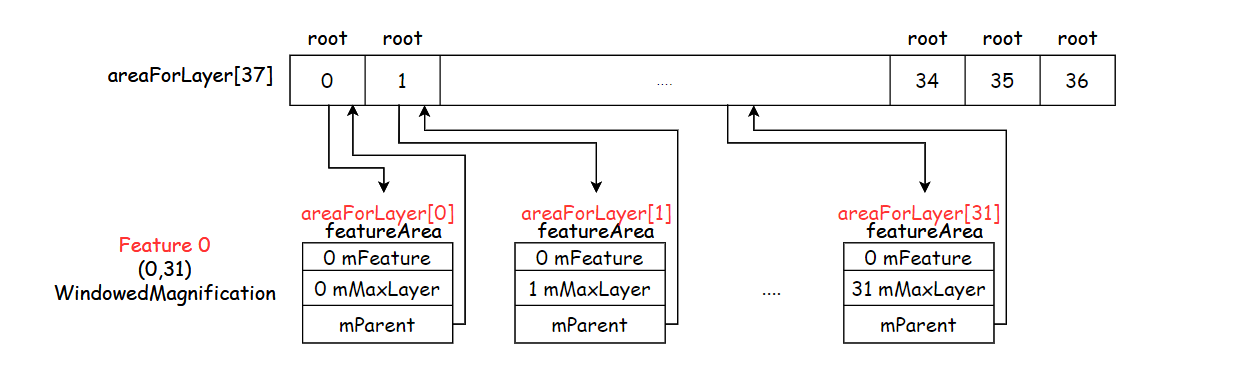 root root root root root
areaForLayer[37] 0 1 .... 34 35 36
areaForLayer[0] areaForLayer[1] areaForLayer[31]
featureArea featureArea featureArea
Feature 0
(0,31)
WindowedMagnification
0 mFeature 0 mFeature 0 mFeature
0 mMaxLayer 1 mMaxLayer .... 31 mMaxLayer
mParent mParent mParent